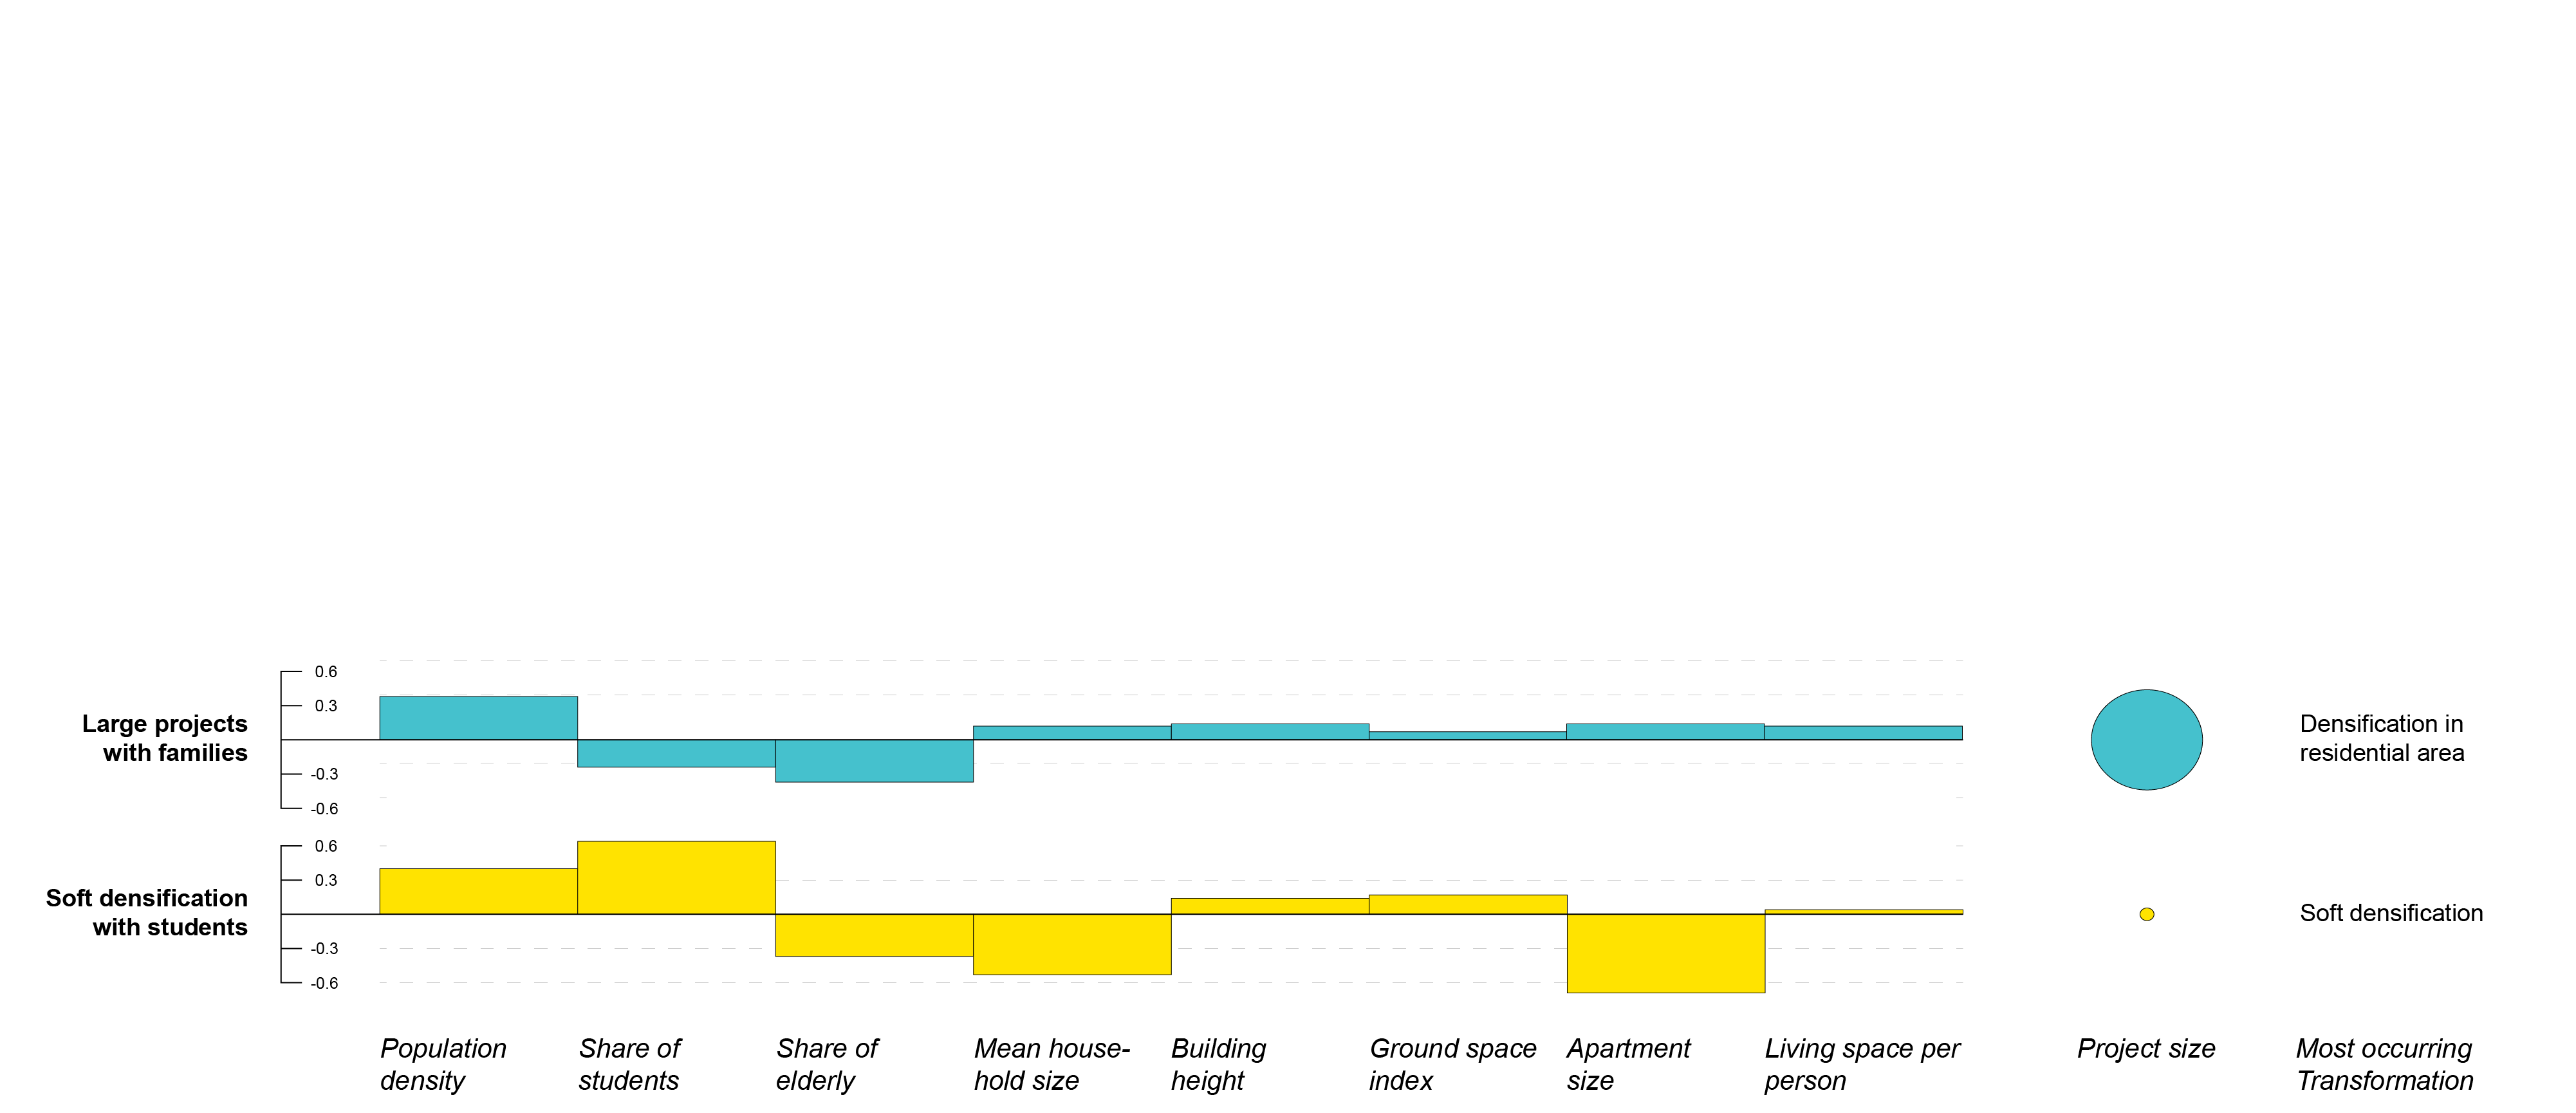 0.6
0.3
-0.3
-0.6
Large projects
with families
Densification in
residential area
0.6
0.3
-0.3
-0.6
Soft densification
with students
Soft densification
Population
density
Share of
students
Share of
elderly
Mean house-
hold size
Building
height
Ground space
index
Apartment
size
Living space per
person
Project size
Most occurring
Transformation